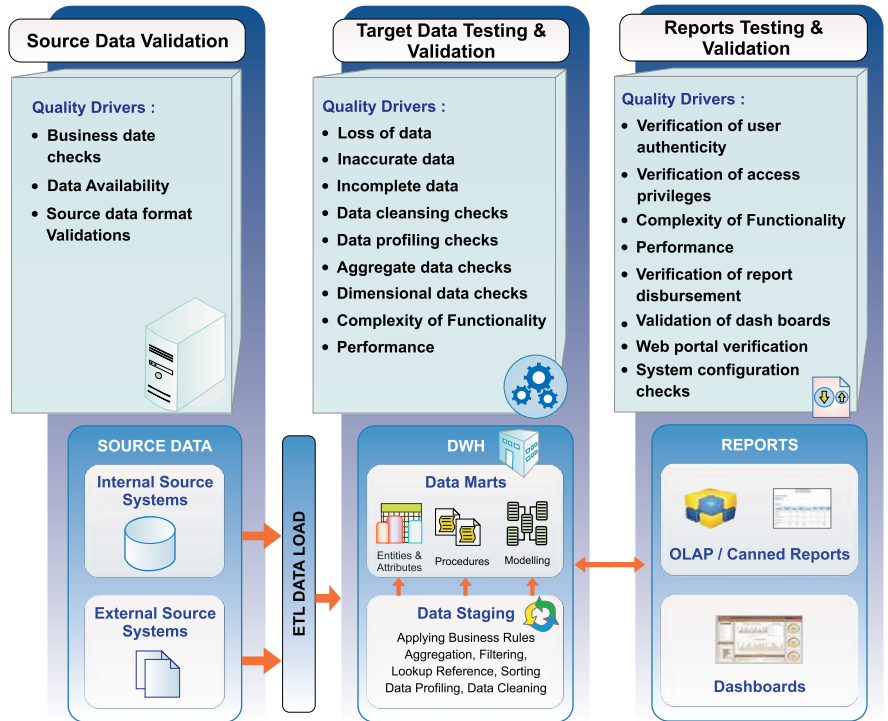 Source Data Validation
Quality Drivers :
• Business date
checks
• Data Availability
• Source data format
Validations
Target Data Testing &
Validation
Quality Drivers :
• Loss of data
• Inaccurate data
• Incomplete data
• Data cleansing checks
• Data profiling checks
• Aggregate data checks
• Dimensional data checks
• Complexity of Functionality
• Performance
Reports Testing &
Validation
Quality Drivers :
• Verification of user
authenticity
• Verification of access
privileges
• Complexity of Functionality
• Performance
• Verification of report
disbursement
• Validation of dash boards
• Web portal verification
• System configuration
checks
SOURCE DATA
Internal Source
Systems
External Source
Systems
ETL DATA LOAD
DWH
Data Marts
Entities &
Attributes
Procedures
Modelling
Data Staging
Applying Business Rules
Aggregation, Filtering,
Lookup Reference, Sorting
Data Profiling, Data Cleaning
REPORTS
OLAP / Canned Reports
Dashboards